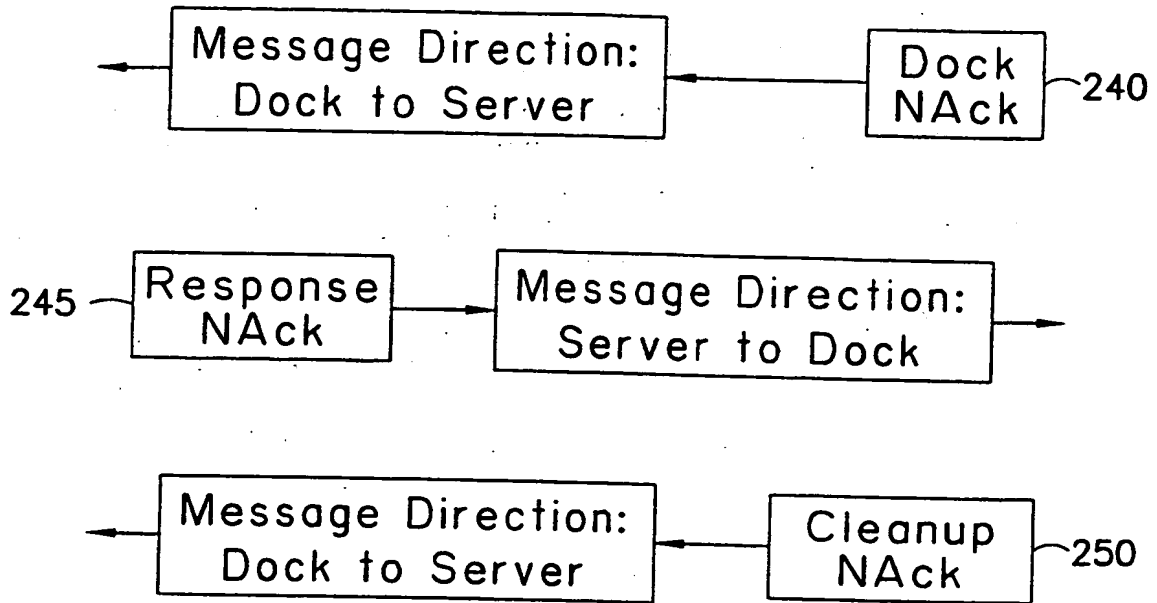 Message Direction:
Dock to Server
Dock
NAck
240
245
Response
NAck
Message Direction:
Server to Dock
Message Direction:
Dock to Server
Cleanup
NAck
250